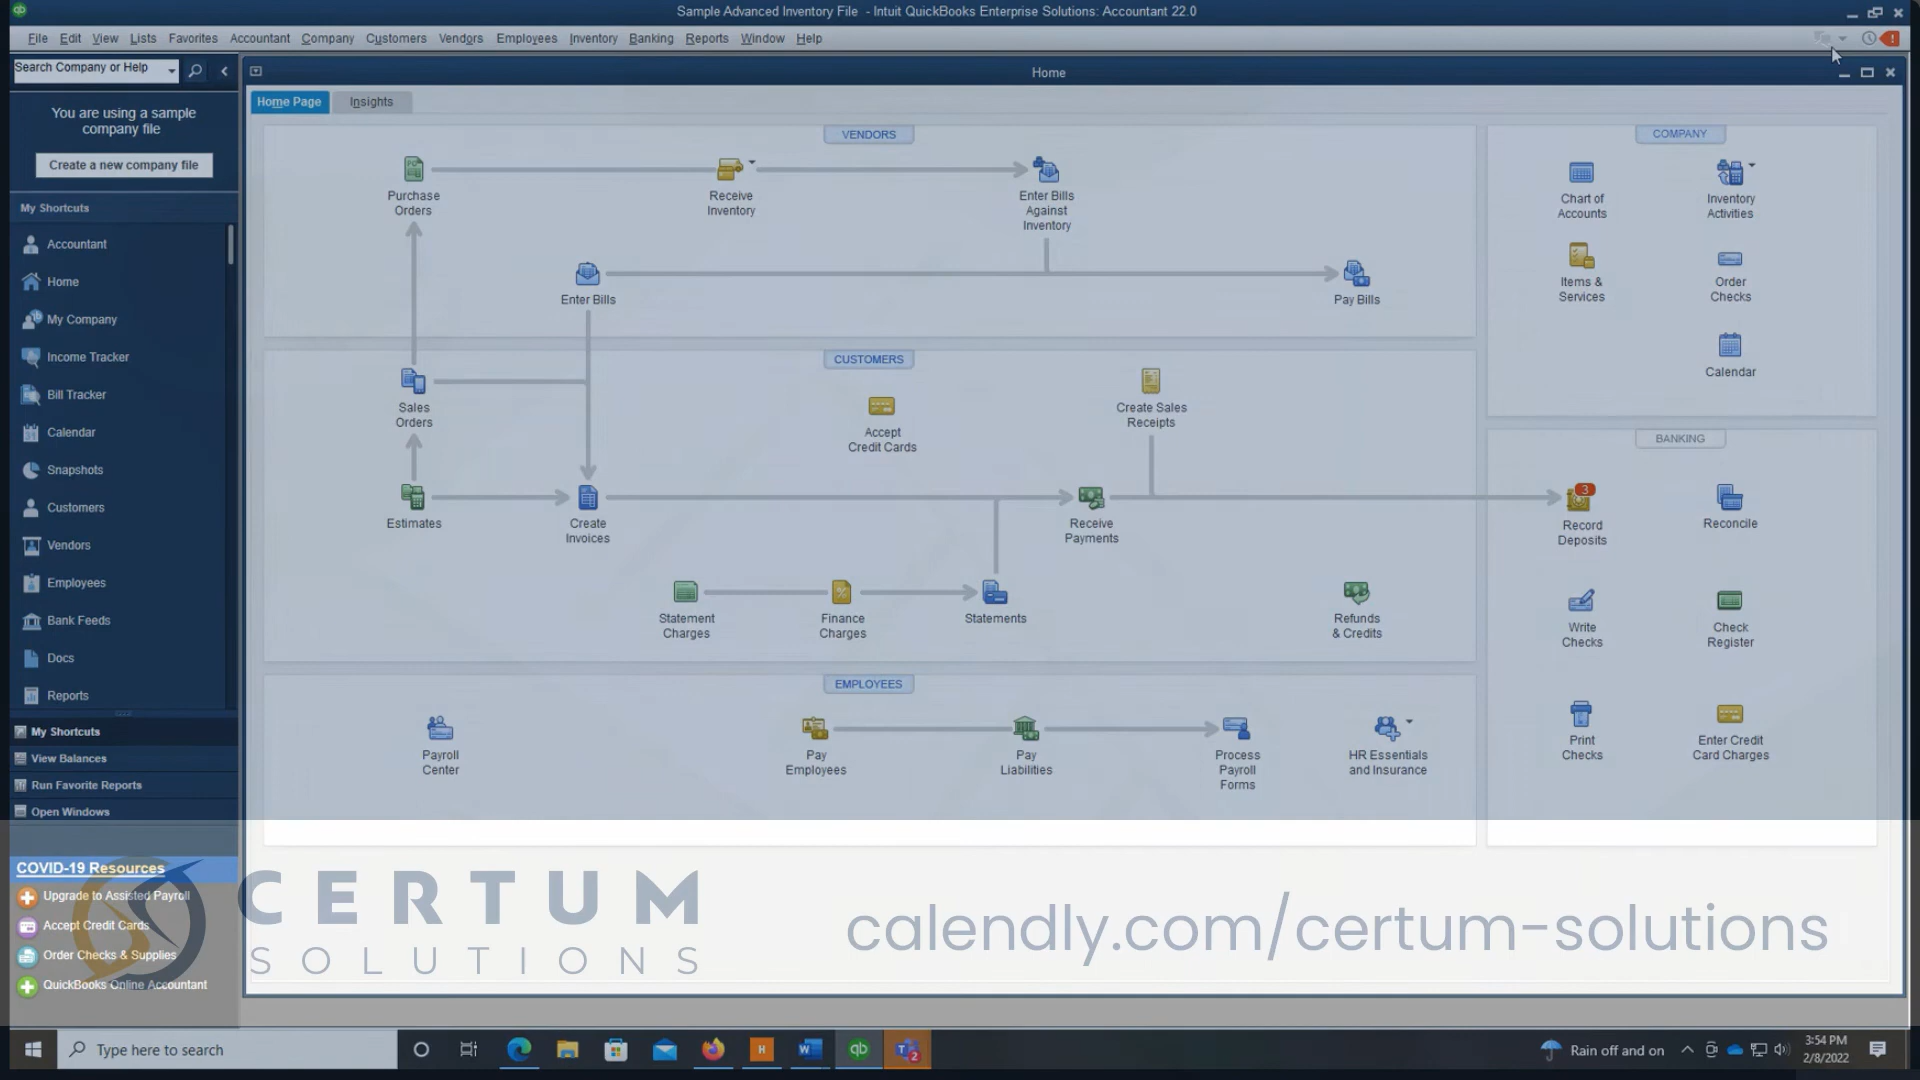 Sample Advanced Inventory File - Intuit QuickBooks Enterprise Solutions: Accountant 22.0
File Edit View Lists Favorites Accountant Company Customers Vendors Employees Inventory Banking Reports Window Help
Search Company or Help
Home
Home Page
Insights
You are using a sample
company file
Create a new company file
My Shortcuts
Accountant
Home
My Company
Income Tracker
Bill Tracker
Calendar
Snapshots
Customers
Vendors
Employees
Bank Feeds
Docs
Reports
My Shortcuts
View Balances
Run Favorite Reports
Open Windows
COVID-19 Resources
Upgrade to Assisted Payroll
Accept Credit Cards
Order Checks & Supplies
QuickBooks Online Accountant
VENDORS
Purchase
Orders
Receive
Inventory
Enter Bills
Against
Inventory
Enter Bills
Pay Bills
CUSTOMERS
Sales
Orders
Accept
Credit Cards
Create Sales
Receipts
Estimates
Create
Invoices
Receive
Payments
Statement
Charges
Finance
Charges
Statements
Refunds
& Credits
EMPLOYEES
Payroll
Center
Pay
Employees
Pay
Liabilities
Process
Payroll
Forms
HR Essentials
and Insurance
COMPANY
Chart of
Accounts
Inventory
Activities
Items &
Services
Order
Checks
Calendar
BANKING
3
Record
Deposits
Reconcile
Write
Checks
Check
Register
Print
Checks
Enter Credit
Card Charges
CERTUM
SOLUTIONS
calendly.com/certum-solutions
Type here to search
Rain off and on
3:54 PM
2/8/2022